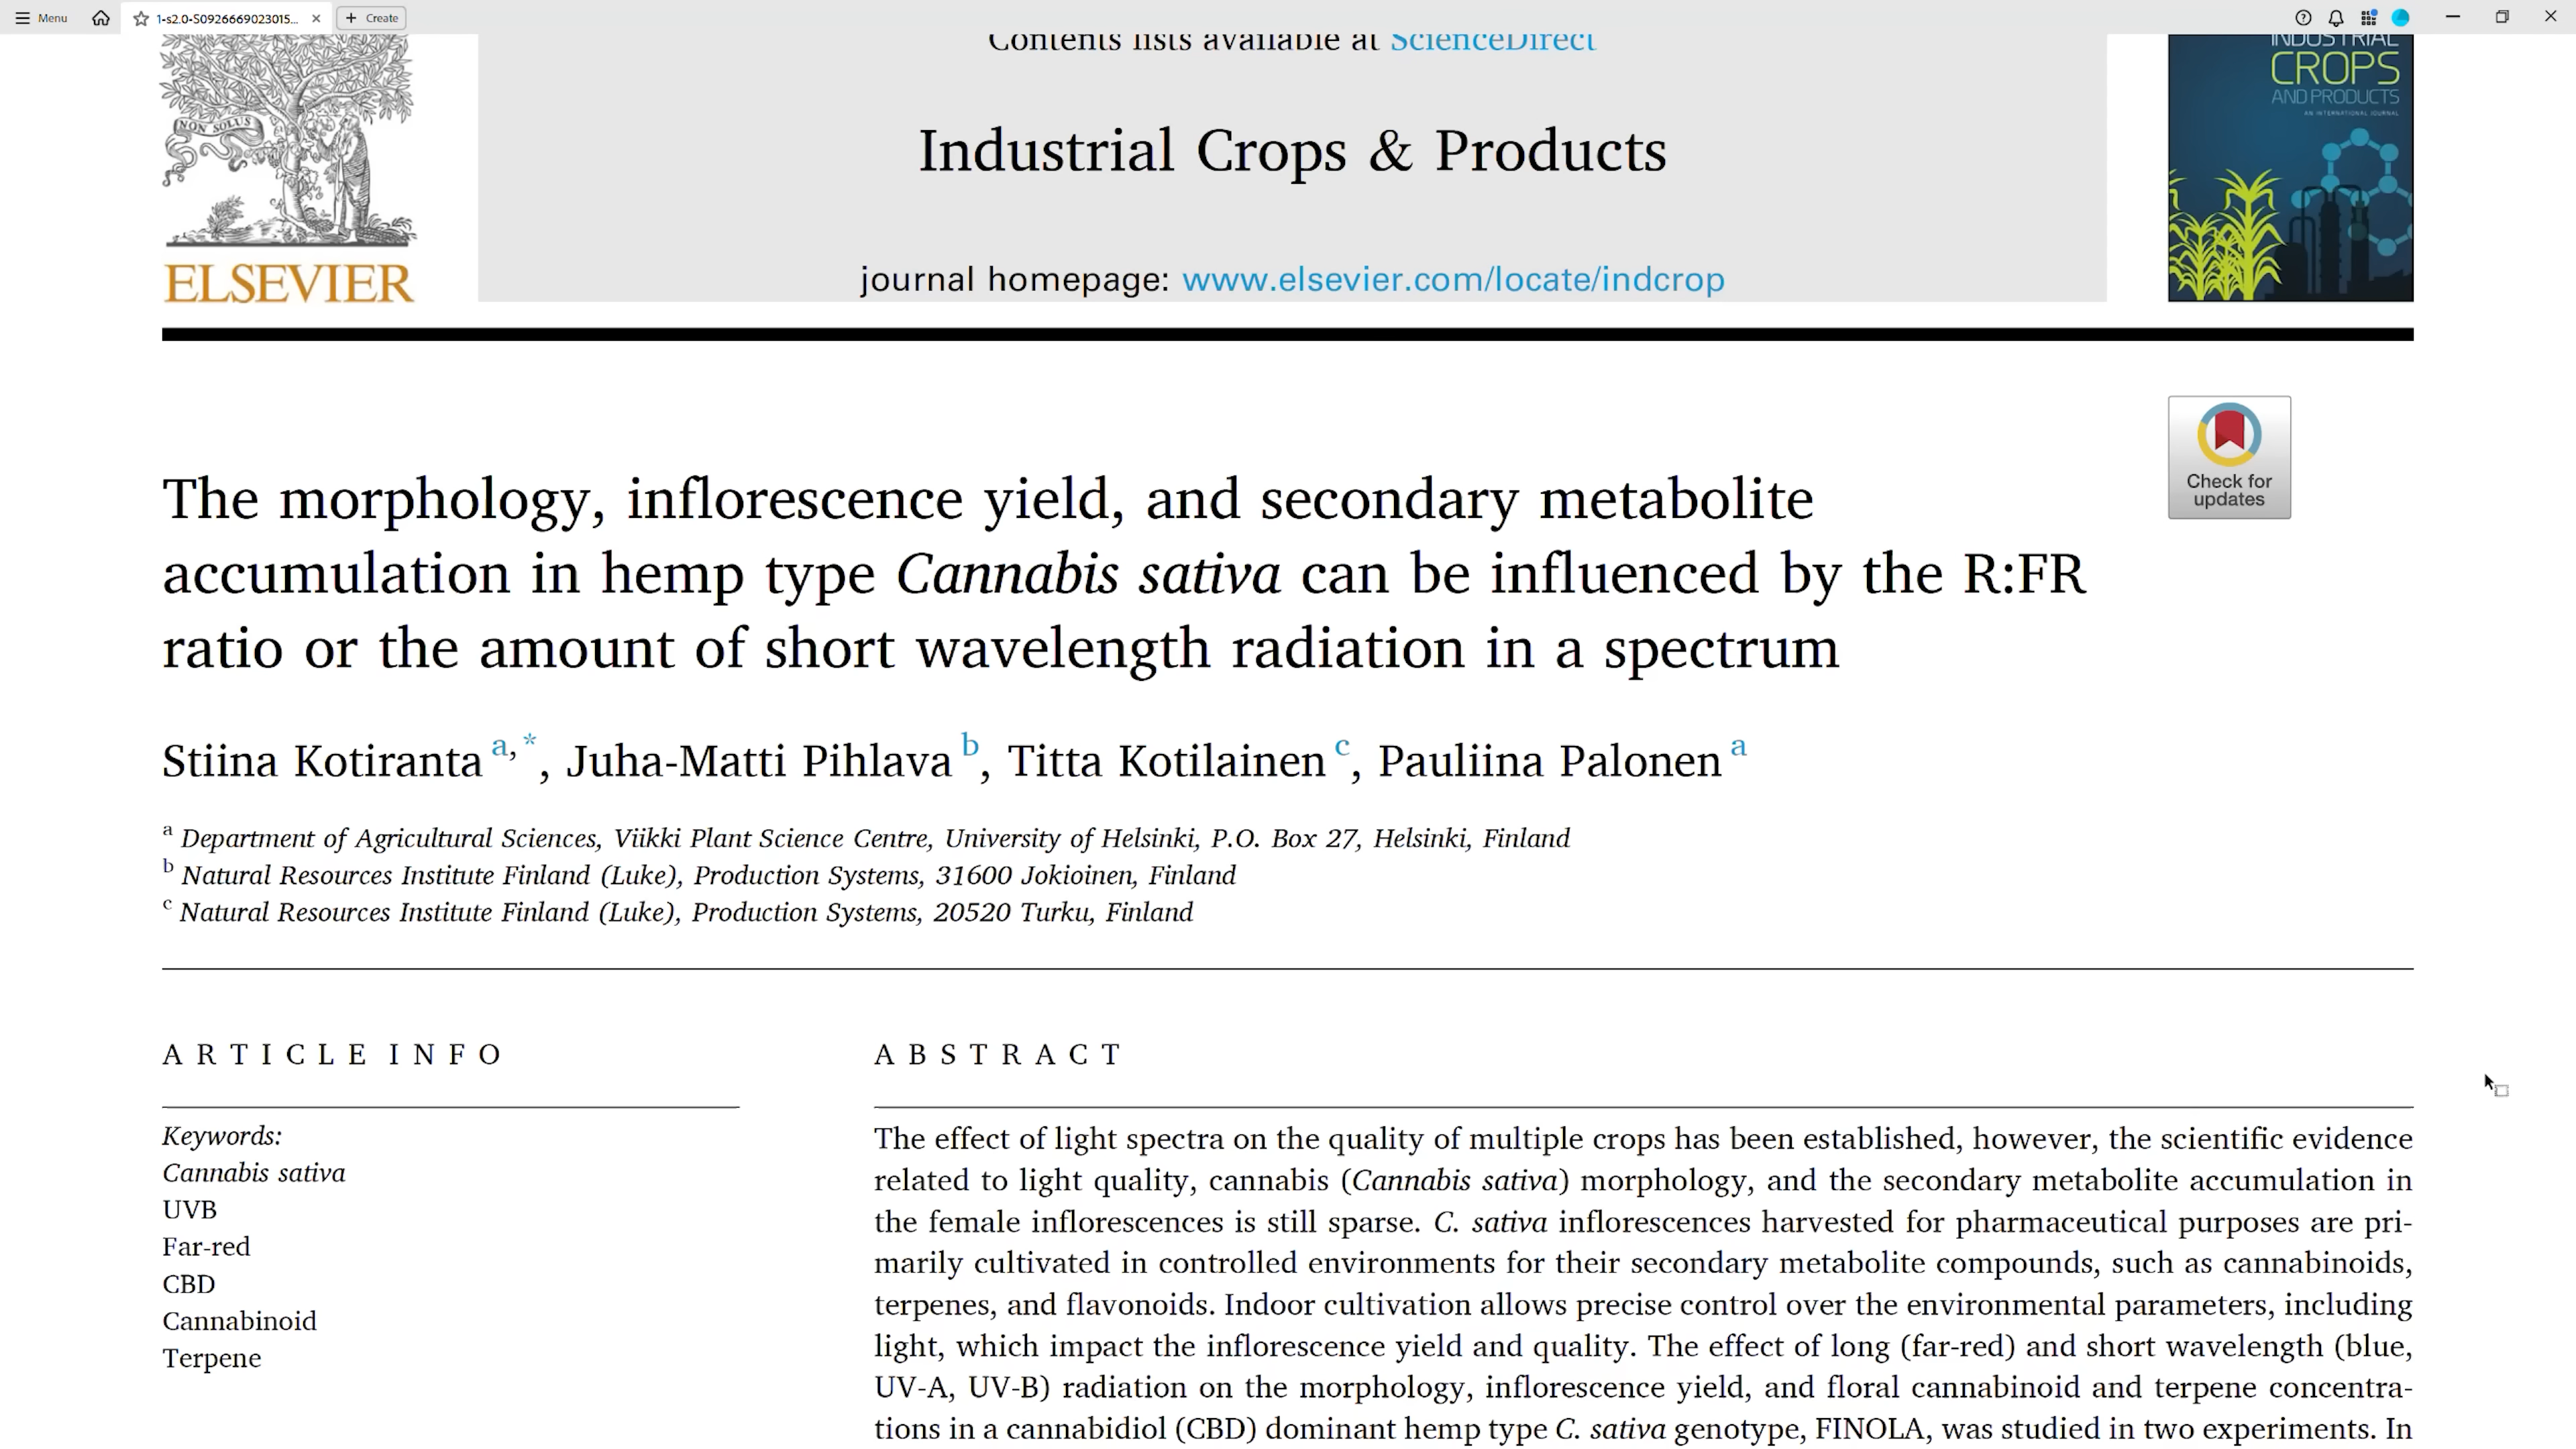 Menu
1-s2.0-S0926669023015...
Create
Contents lists available at ScienceDirect
NON SOLUS
ELSEVIER
Industrial Crops & Products
journal homepage: www.elsevier.com/locate/indcrop
INDUSTRIAL
CROPS
AND PRODUCTS
AN INTERNATIONAL JOURNAL
Check for
updates
The morphology, inflorescence yield, and secondary metabolite
accumulation in hemp type Cannabis sativa can be influenced by the R:FR
ratio or the amount of short wavelength radiation in a spectrum
Stiina Kotiranta a,*, Juha-Matti Pihlava b, Titta Kotilainen c, Pauliina Palonen a
a Department of Agricultural Sciences, Viikki Plant Science Centre, University of Helsinki, P.O. Box 27, Helsinki, Finland
b Natural Resources Institute Finland (Luke), Production Systems, 31600 Jokioinen, Finland
c Natural Resources Institute Finland (Luke), Production Systems, 20520 Turku, Finland
ARTICLE INFO
Keywords:
Cannabis sativa
UVB
Far-red
CBD
Cannabinoid
Terpene
ABSTRACT
The effect of light spectra on the quality of multiple crops has been established, however, the scientific evidence
related to light quality, cannabis (Cannabis sativa) morphology, and the secondary metabolite accumulation in
the female inflorescences is still sparse. C. sativa inflorescences harvested for pharmaceutical purposes are pri-
marily cultivated in controlled environments for their secondary metabolite compounds, such as cannabinoids,
terpenes, and flavonoids. Indoor cultivation allows precise control over the environmental parameters, including
light, which impact the inflorescence yield and quality. The effect of long (far-red) and short wavelength (blue,
UV-A, UV-B) radiation on the morphology, inflorescence yield, and floral cannabinoid and terpene concentra-
tions in a cannabidiol (CBD) dominant hemp type C. sativa genotype, FINOLA, was studied in two experiments. In